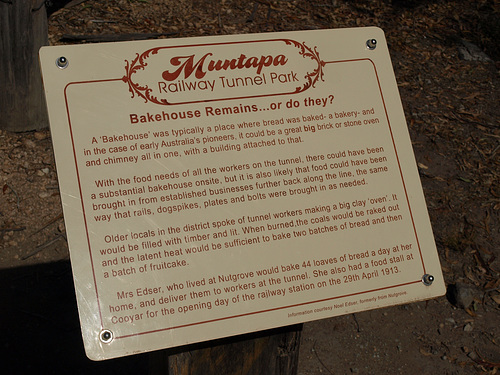 Muntapa
Railway Tunnel Park
Bakehouse Remains...or do they?
A 'Bakehouse' was typically a place where bread was baked- a bakery- and
in the case of early Australia's pioneers, it could be a great big brick or stone oven
and chimney all in one, with a building attached to that.
With the food needs of all the workers on the tunnel, there could have been
a substantial bakehouse onsite, but it is also likely that food could have been
brought in from established businesses further back along the line, the same
way that rails, dogspikes, plates and bolts were brought in as needed.
Older locals in the district spoke of tunnel workers making a big clay 'oven'. It
would be filled with timber and lit. When burned,the coals would be raked out
and the latent heat would be sufficient to bake two batches of bread and then
a batch of fruitcake.
Mrs Edser, who lived at Nutgrove would bake 44 loaves of bread a day at her
home, and deliver them to workers at the tunnel. She also had a food stall at
Cooyar for the opening day of the railway station on the 29th April 1913.
Information courtesy Noel Edser, formerly from Nutgrove